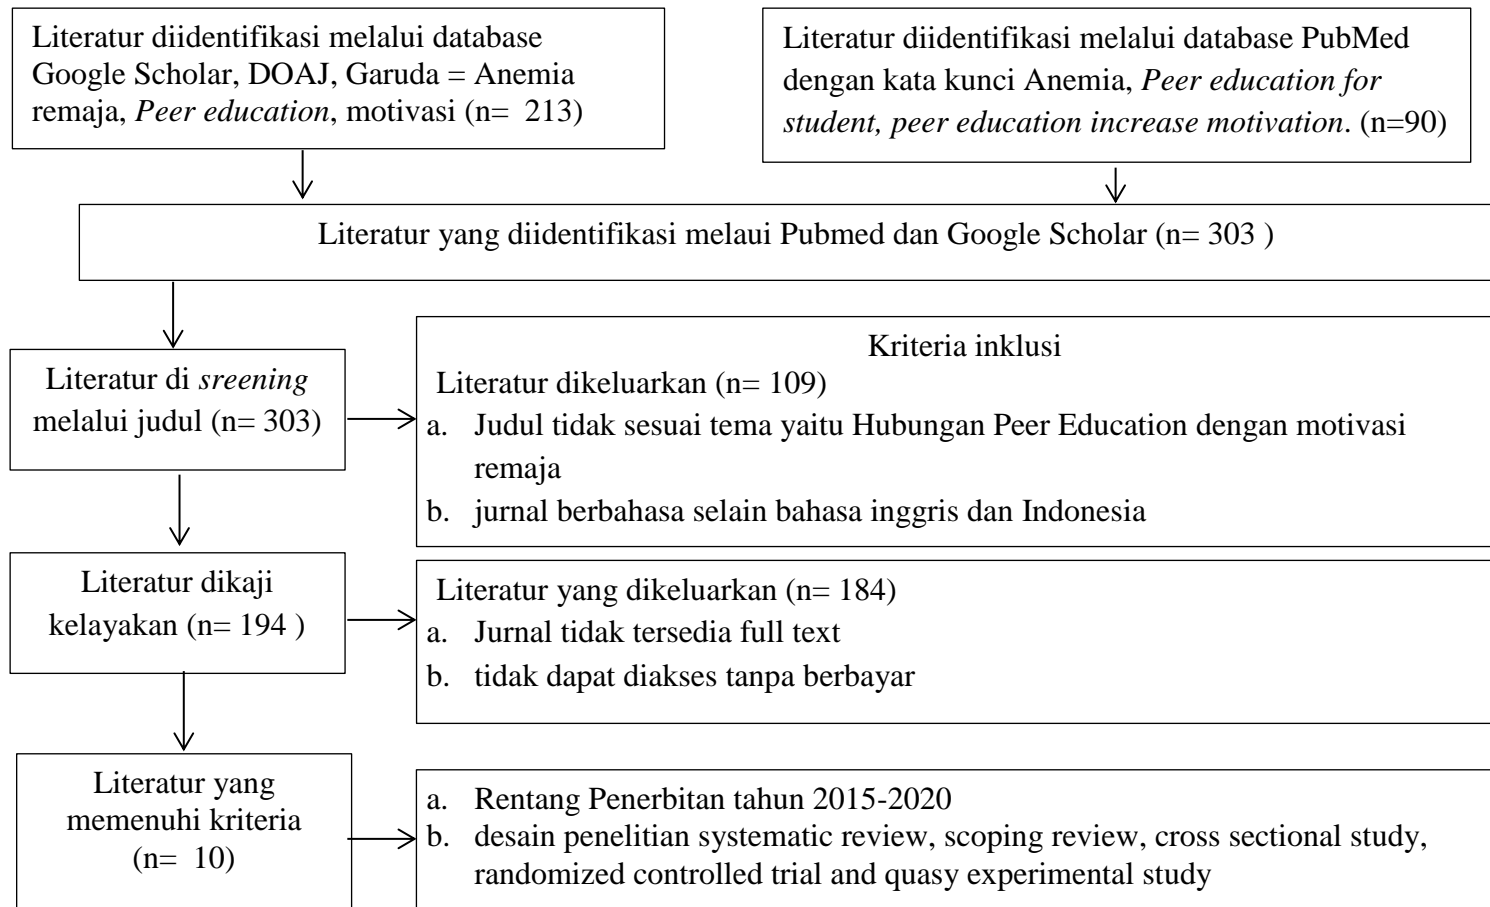 Literatur diidentifikasi melalui database
Google Scholar, DOAJ, Garuda = Anemia
remaja, Peer education, motivasi (n= 213)
Literatur diidentifikasi melalui database PubMed
dengan kata kunci Anemia, Peer education for
student, peer education increase motivation. (n=90)
Literatur yang diidentifikasi melaui Pubmed dan Google Scholar (n= 303 )
Literatur di sreening
melalui judul (n= 303)
Kriteria inklusi
Literatur dikeluarkan (n= 109)
a. Judul tidak sesuai tema yaitu Hubungan Peer Education dengan motivasi
remaja
b. jurnal berbahasa selain bahasa inggris dan Indonesia
Literatur dikaji
kelayakan (n= 194 )
Literatur yang dikeluarkan (n= 184)
a. Jurnal tidak tersedia full text
b. tidak dapat diakses tanpa berbayar
Literatur yang
memenuhi kriteria
(n= 10)
a. Rentang Penerbitan tahun 2015-2020
b. desain penelitian systematic review, scoping review, cross sectional study,
randomized controlled trial and quasy experimental study